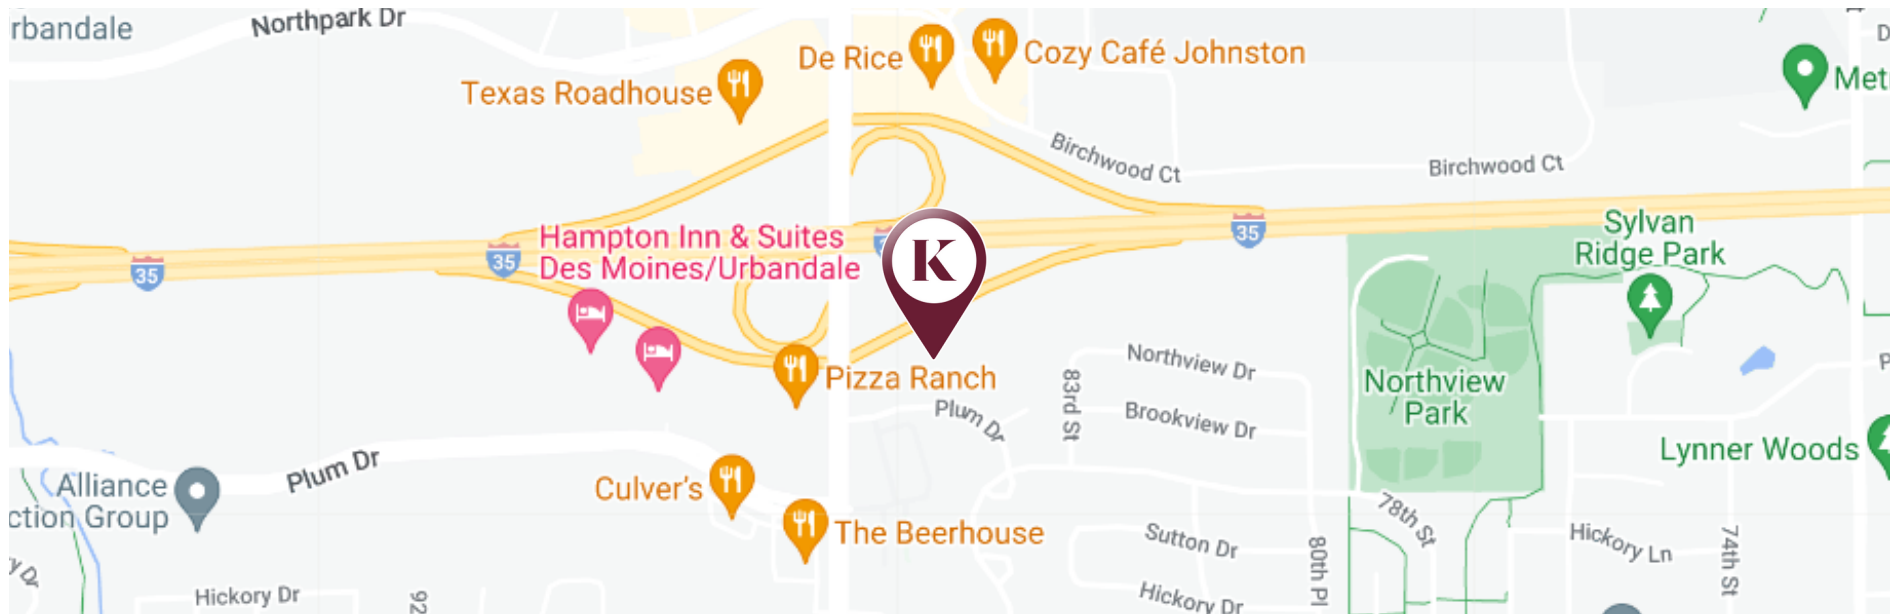 rbandale
Northpark Dr
De Rice
Cozy Café Johnston
Texas Roadhouse
Birchwood Ct
Birchwood Ct
35
35
35
Hampton Inn & Suites
Des Moines/Urbandale
K
Sylvan
Ridge Park
Northview Dr
Pizza Ranch
83rd St
Plum Dr
Brookview Dr
Northview
Park
Lynner Woods
Plum Dr
Alliance
ction Group
Culver's
The Beerhouse
78th St
Sutton Dr
80th Pl
Hickory Ln
74th St
Hickory Dr
Hickory Dr
92
Met
y Dr
D
P